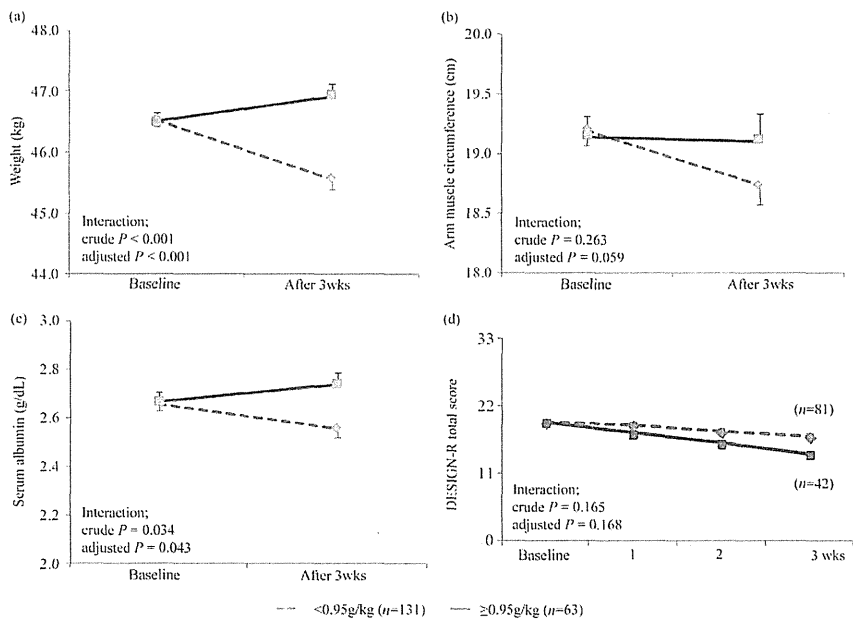 (a)
48.0
47.0
46.0
45.0
44.0
Weight (kg)
Interaction;
crude P < 0.001
adjusted P < 0.001
Baseline
After 3wks
(b)
20.0
19.5
19.0
18.5
18.0
Arm muscle circumference (cm)
Interaction;
crude P = 0.263
adjusted P = 0.059
Baseline
After 3wks
(c)
3.0
2.8
2.6
2.4
2.2
2.0
Serum albumin (g/dL)
Interaction;
crude P = 0.034
adjusted P = 0.043
Baseline
After 3wks
(d)
33
22
11
0
DESIGN-R total score
(n=81)
(n=42)
Interaction;
crude P = 0.165
adjusted P = 0.168
Baseline
1
2
3 wks
<0.95g/kg (n=131)
≥0.95g/kg (n=63)